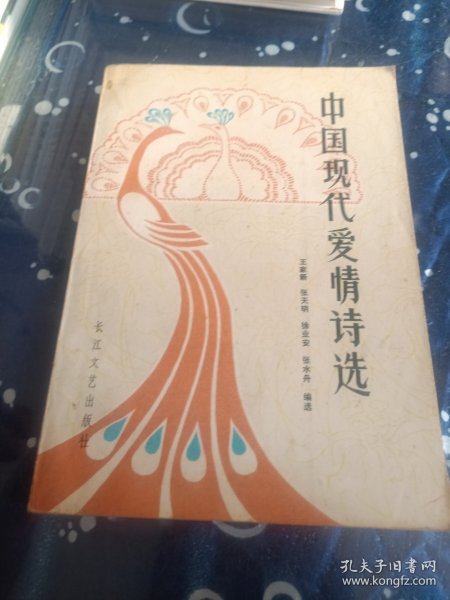 中国现代爱情诗选
王家新 张天明 徐业安 张水舟 编选
长江文艺出版社
孔夫子旧书网
www.kongfz.com